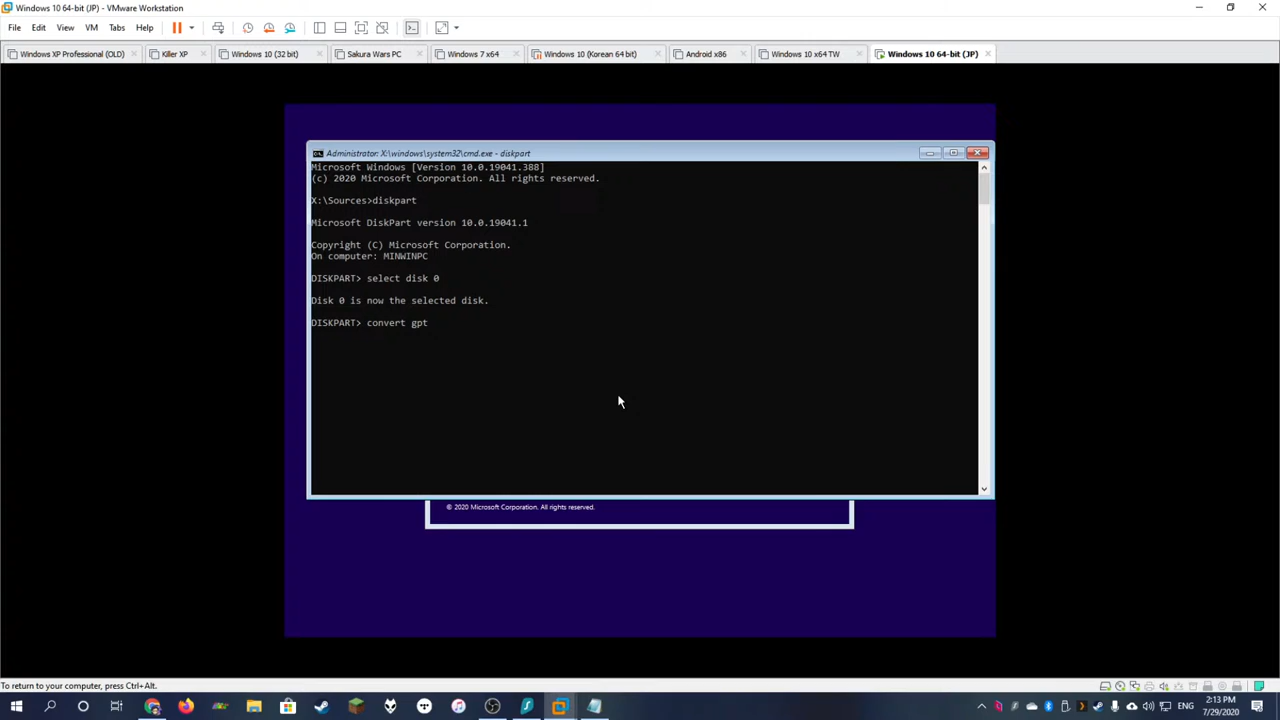 Windows 10 64-bit (JP) - VMware Workstation
File Edit View VM Tabs Help
Windows XP Professional (OLD) Killer XP Windows 10 (32 bit) Sakura Wars PC Windows 7 x64 Windows 10 (Korean 64 bit) Android x86 Windows 10 x64 TW Windows 10 64-bit (JP)
Administrator: X:\windows\system32\cmd.exe - diskpart
Microsoft Windows [Version 10.0.19041.388]
(c) 2020 Microsoft Corporation. All rights reserved.
X:\Sources>diskpart
Microsoft DiskPart version 10.0.19041.1
Copyright (C) Microsoft Corporation.
On computer: MINWINPC
DISKPART> select disk 0
Disk 0 is now the selected disk.
DISKPART> convert gpt
© 2020 Microsoft Corporation. All rights reserved.
To return to your computer, press Ctrl+Alt.
ENG
2:13 PM
7/29/2020